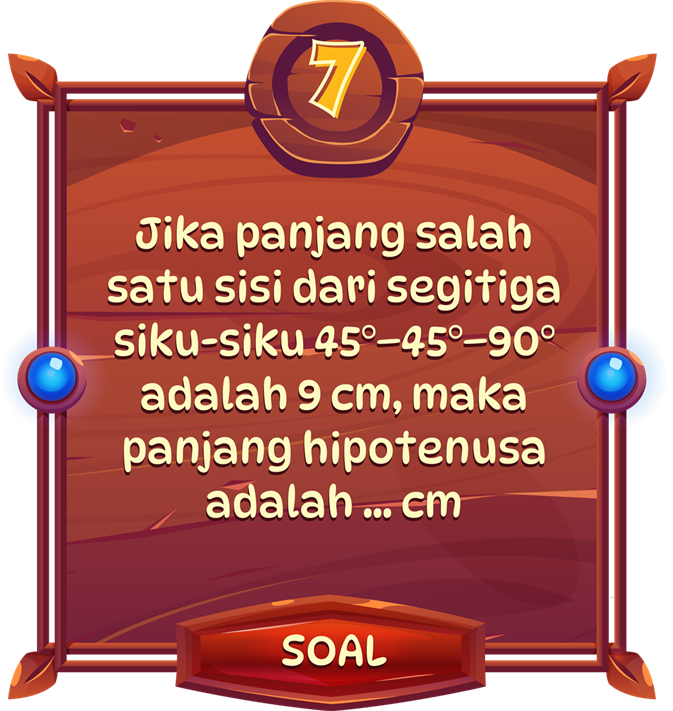 7
Jika panjang salah
satu sisi dari segitiga
siku-siku 45°–45°–90°
adalah 9 cm, maka
panjang hipotenusa
adalah ... cm
SOAL